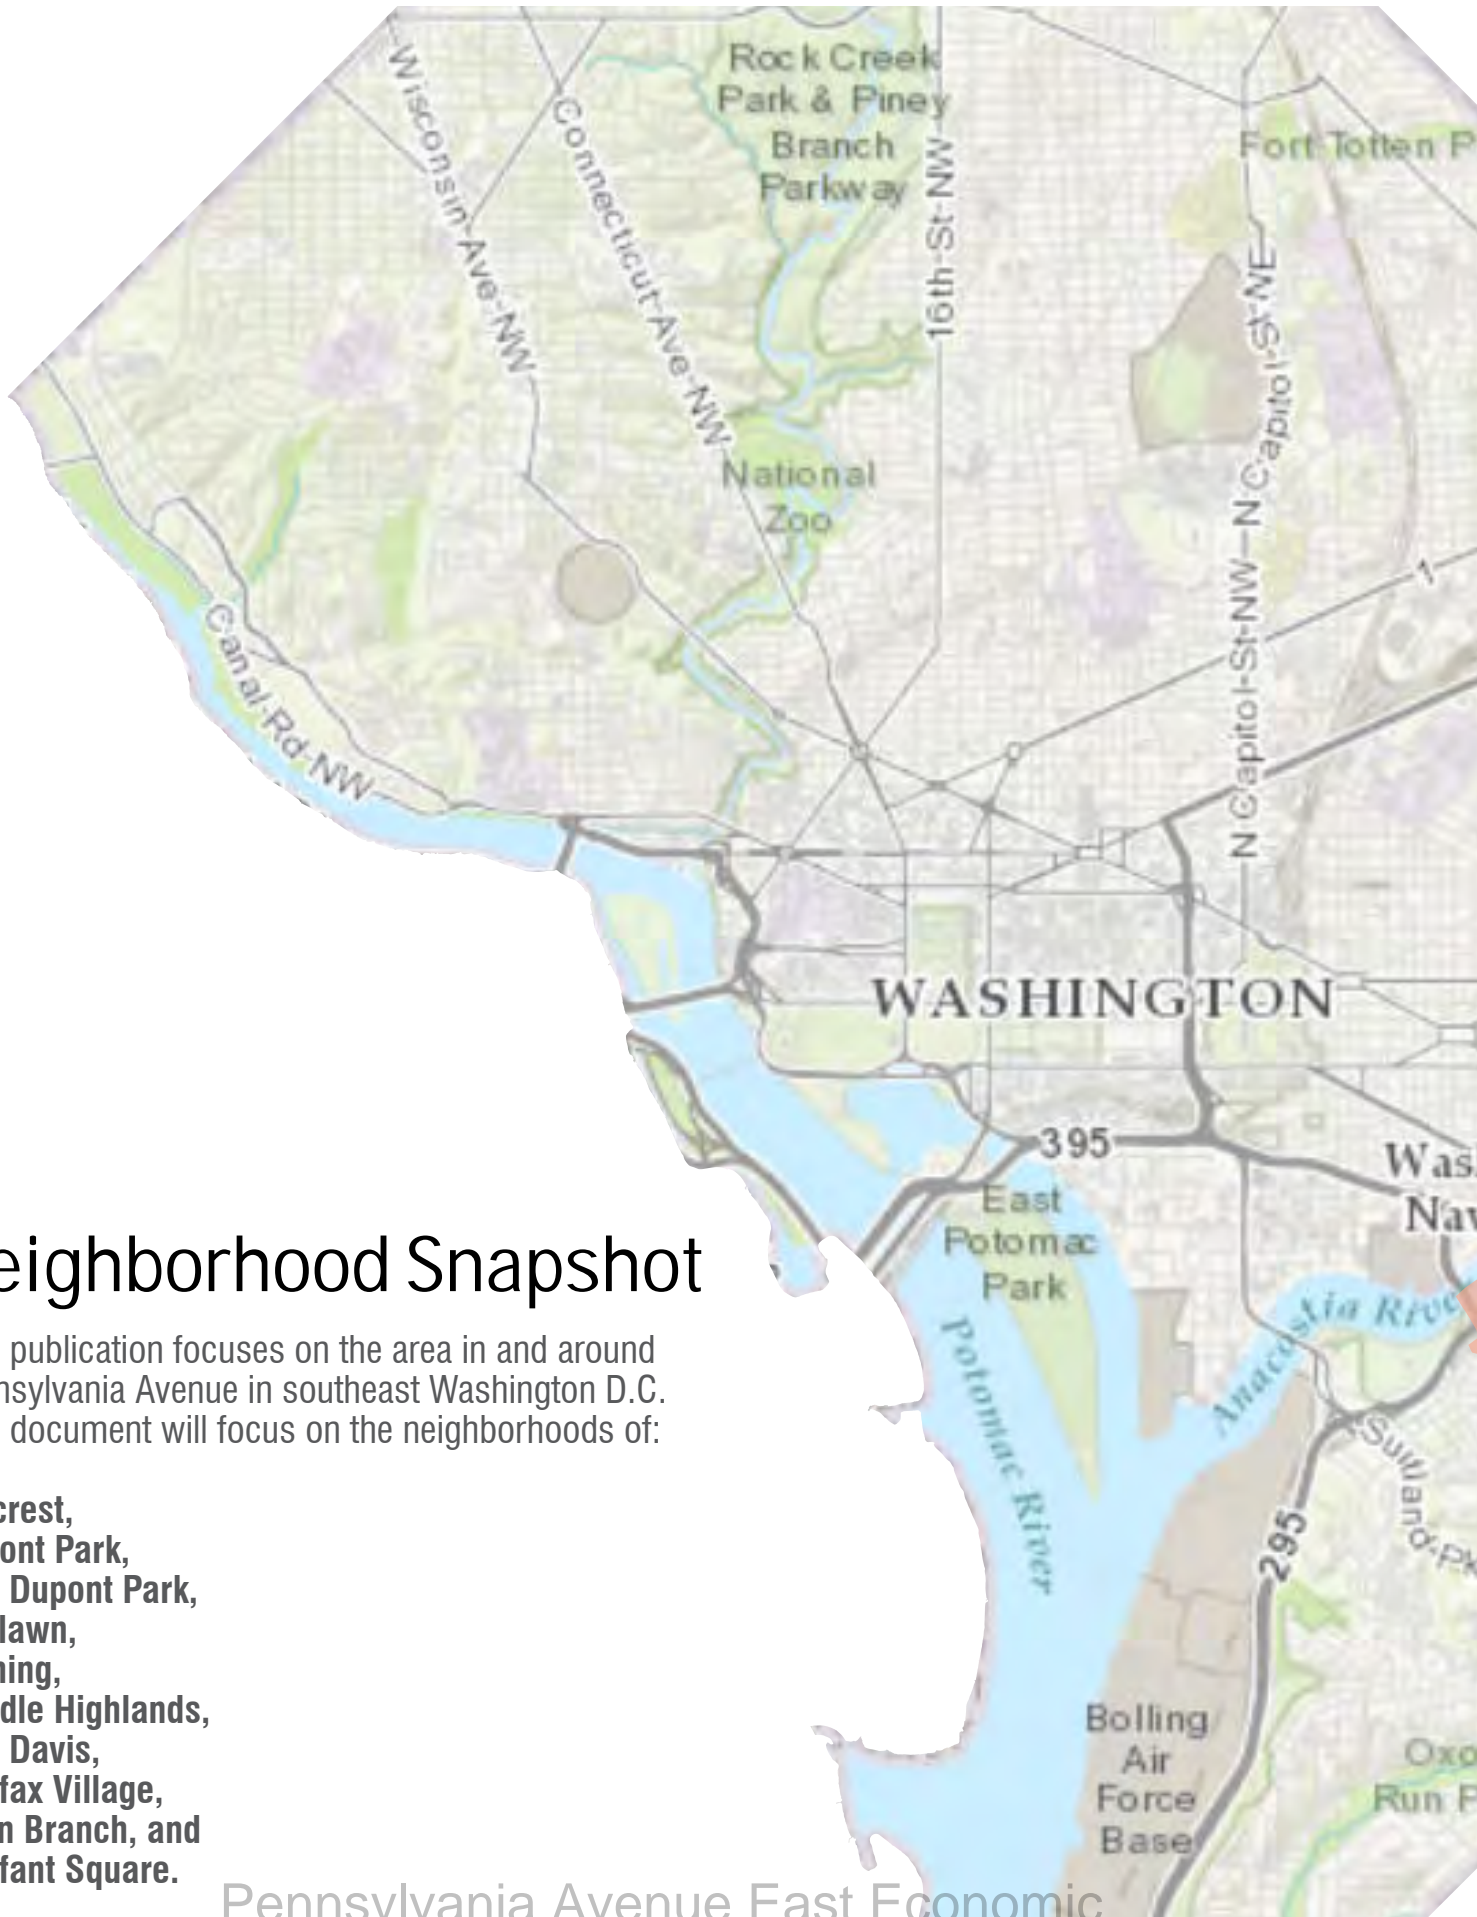 Rock Creek
Park & Piney
Branch
Parkway
Wisconsin Ave NW
Connecticut Ave NW
16th St NW
Fort Totten P
N Capitol St NE
National
Zoo
N Capitol St NW
1
Canal Rd NW
WASHINGTON
395
Was
Nav
East
Potomac
Park
Anacostia Rive
Potomac River
Suitland Pk
295
Bolling
Air
Force
Base
Oxo
Run P
eighborhood Snapshot
publication focuses on the area in and around
nsylvania Avenue in southeast Washington D.C.
document will focus on the neighborhoods of:
crest,
ont Park,
Dupont Park,
lawn,
ning,
dle Highlands,
Davis,
fax Village,
n Branch, and
fant Square.
Pennsylvania Avenue East Economic